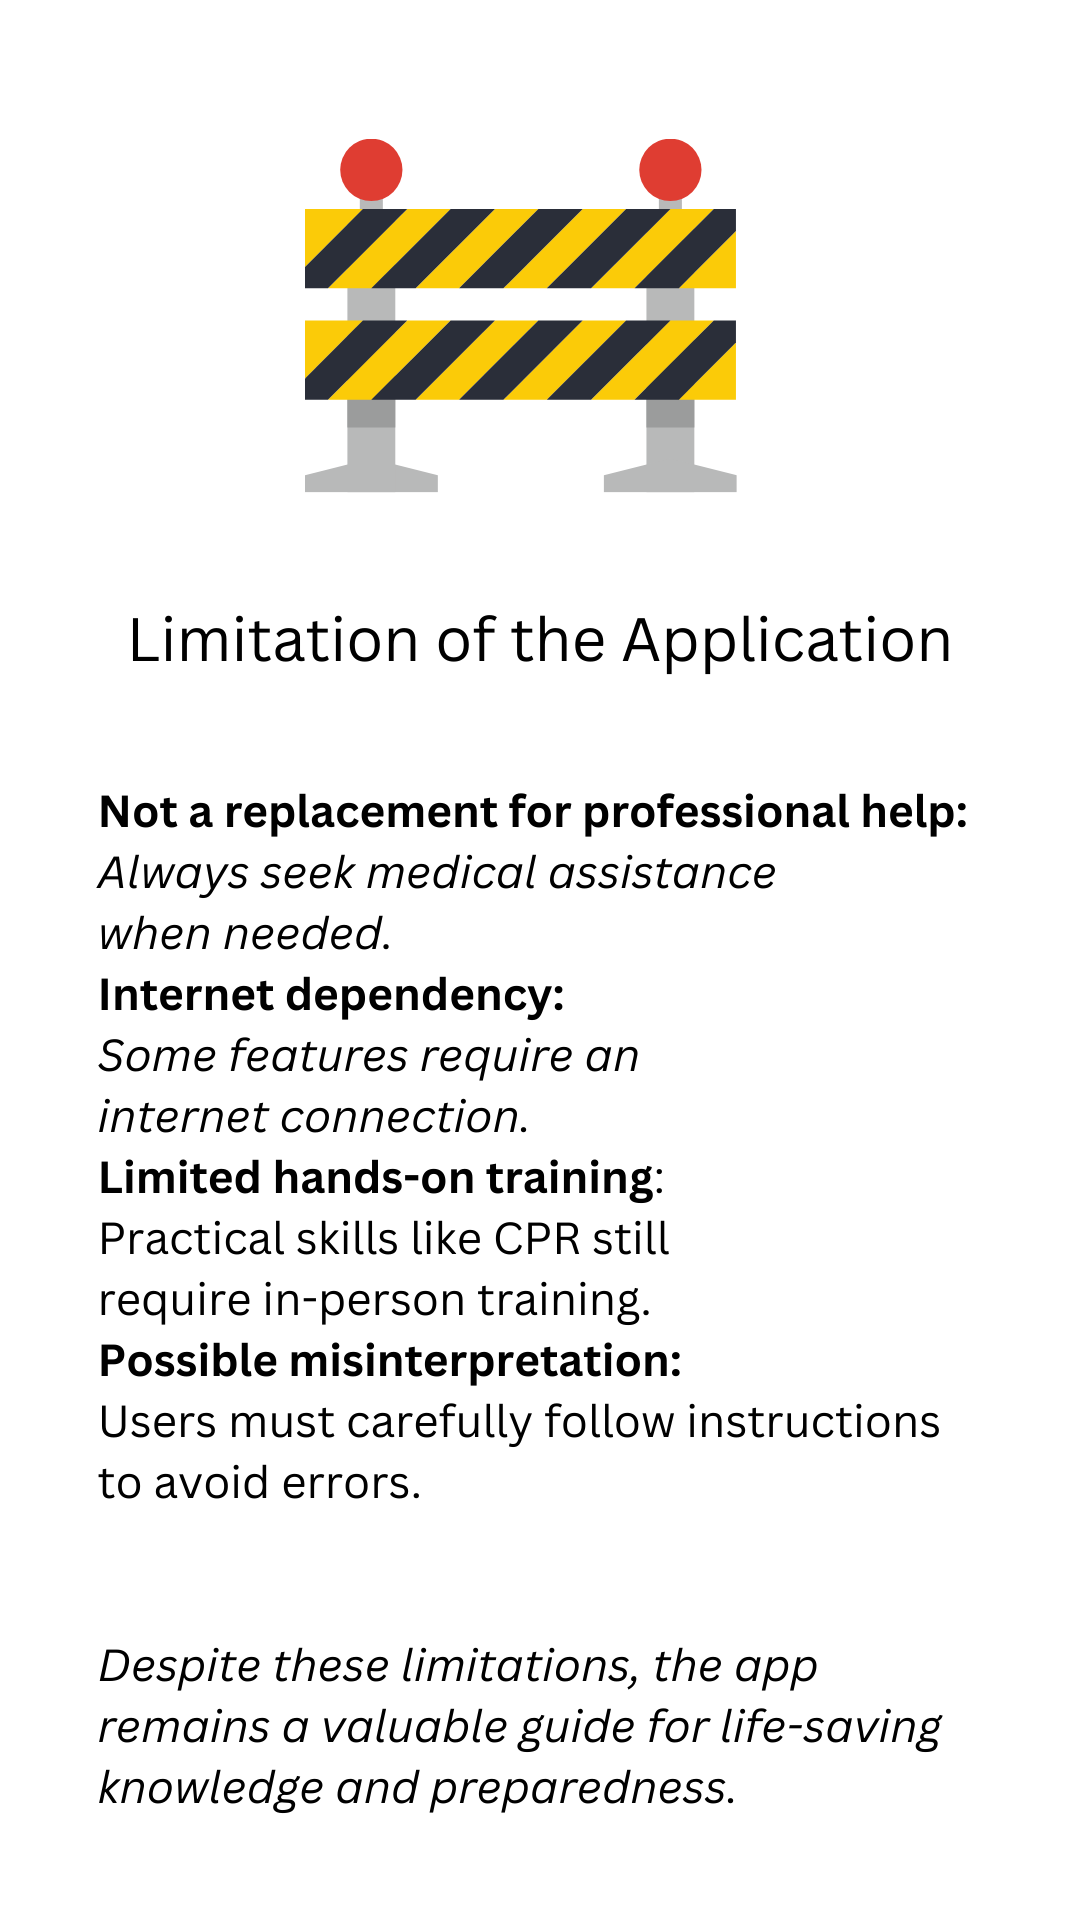 Limitation of the Application
Not a replacement for professional help:
Always seek medical assistance
when needed.
Internet dependency:
Some features require an
internet connection.
Limited hands-on training:
Practical skills like CPR still
require in-person training.
Possible misinterpretation:
Users must carefully follow instructions
to avoid errors.
Despite these limitations, the app
remains a valuable guide for life-saving
knowledge and preparedness.